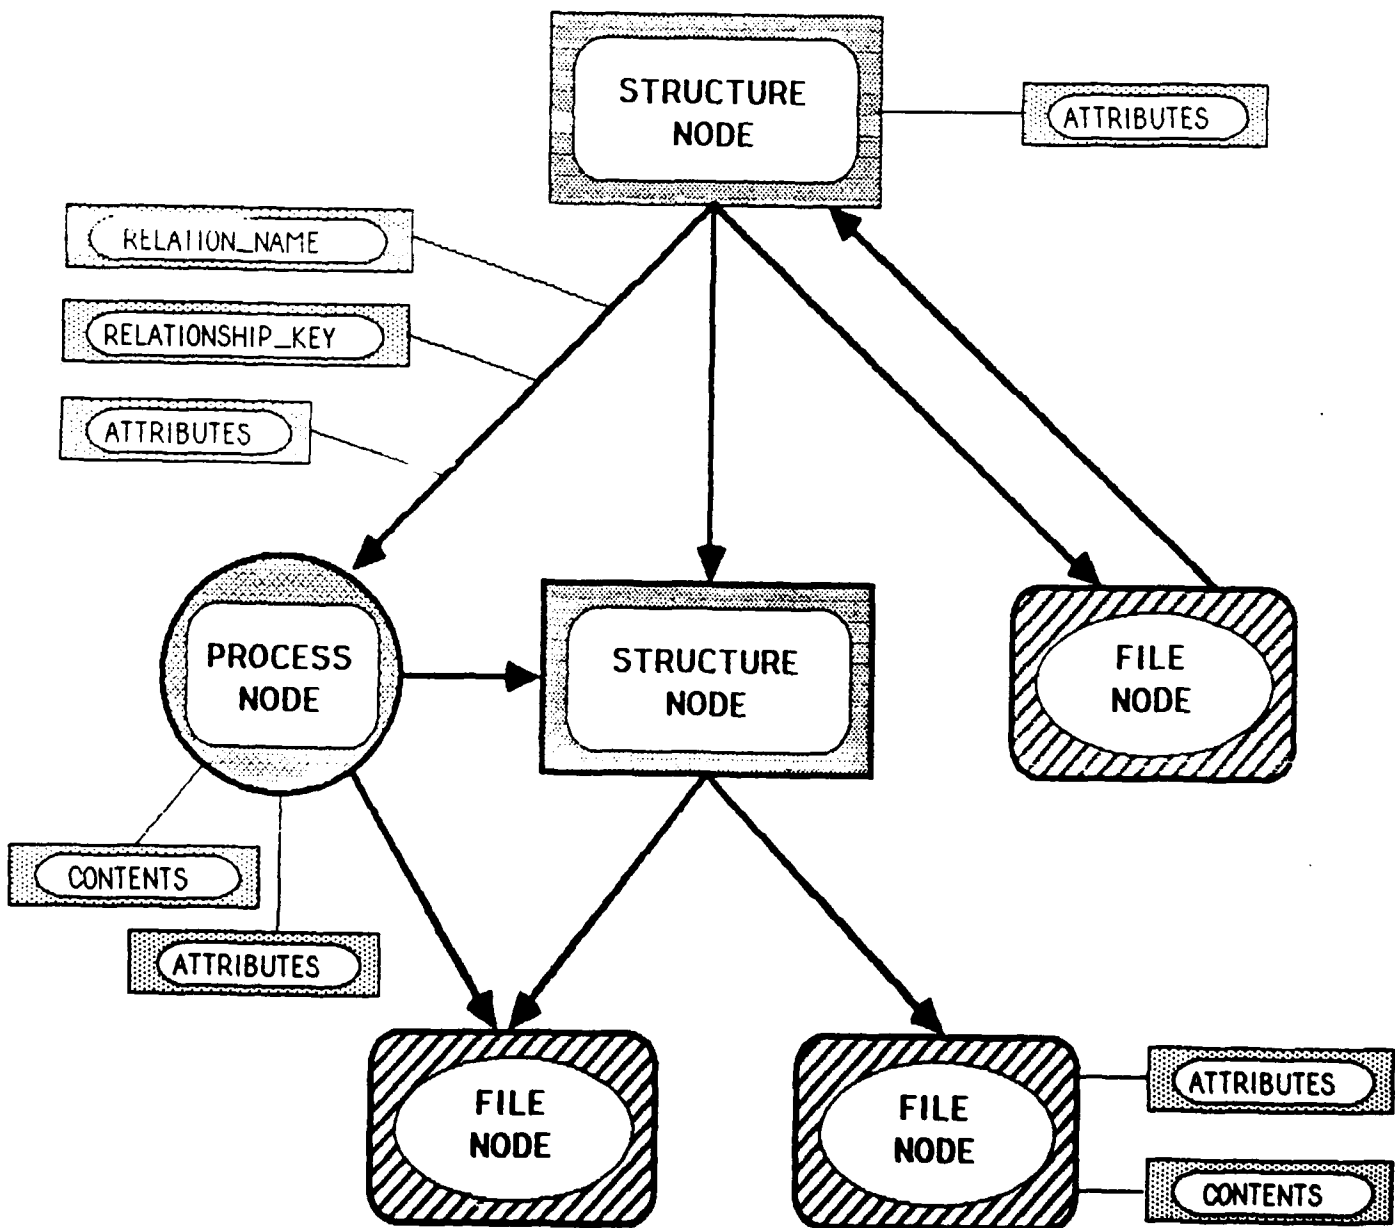 STRUCTURE
NODE
ATTRIBUTES
RELATION_NAME
RELATIONSHIP_KEY
ATTRIBUTES
PROCESS
NODE
STRUCTURE
NODE
FILE
NODE
CONTENTS
ATTRIBUTES
FILE
NODE
FILE
NODE
ATTRIBUTES
CONTENTS